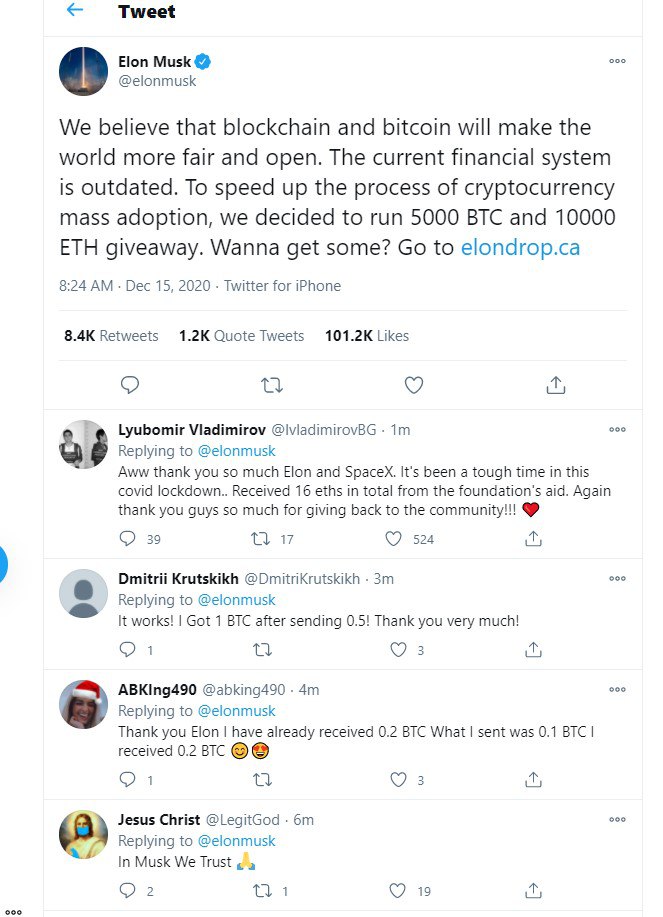 Tweet
Elon Musk
@elonmusk
We believe that blockchain and bitcoin will make the
world more fair and open. The current financial system
is outdated. To speed up the process of cryptocurrency
mass adoption, we decided to run 5000 BTC and 10000
ETH giveaway. Wanna get some? Go to elondrop.ca
8:24 AM · Dec 15, 2020 · Twitter for iPhone
8.4K Retweets 1.2K Quote Tweets 101.2K Likes
Lyubomir Vladimirov @lvladimirovBG · 1m
Replying to @elonmusk
Aww thank you so much Elon and SpaceX. It's been a tough time in this
covid lockdown.. Received 16 eths in total from the foundation's aid. Again
thank you guys so much for giving back to the community!!! ❤️
39 17 524
Dmitrii Krutskikh @DmitriKrutskikh · 3m
Replying to @elonmusk
It works! I Got 1 BTC after sending 0.5! Thank you very much!
1 3
ABKIng490 @abking490 · 4m
Replying to @elonmusk
Thank you Elon I have already received 0.2 BTC What I sent was 0.1 BTC I
received 0.2 BTC 😊🤩
1 3
Jesus Christ @LegitGod · 6m
Replying to @elonmusk
In Musk We Trust 🙏
2 1 19